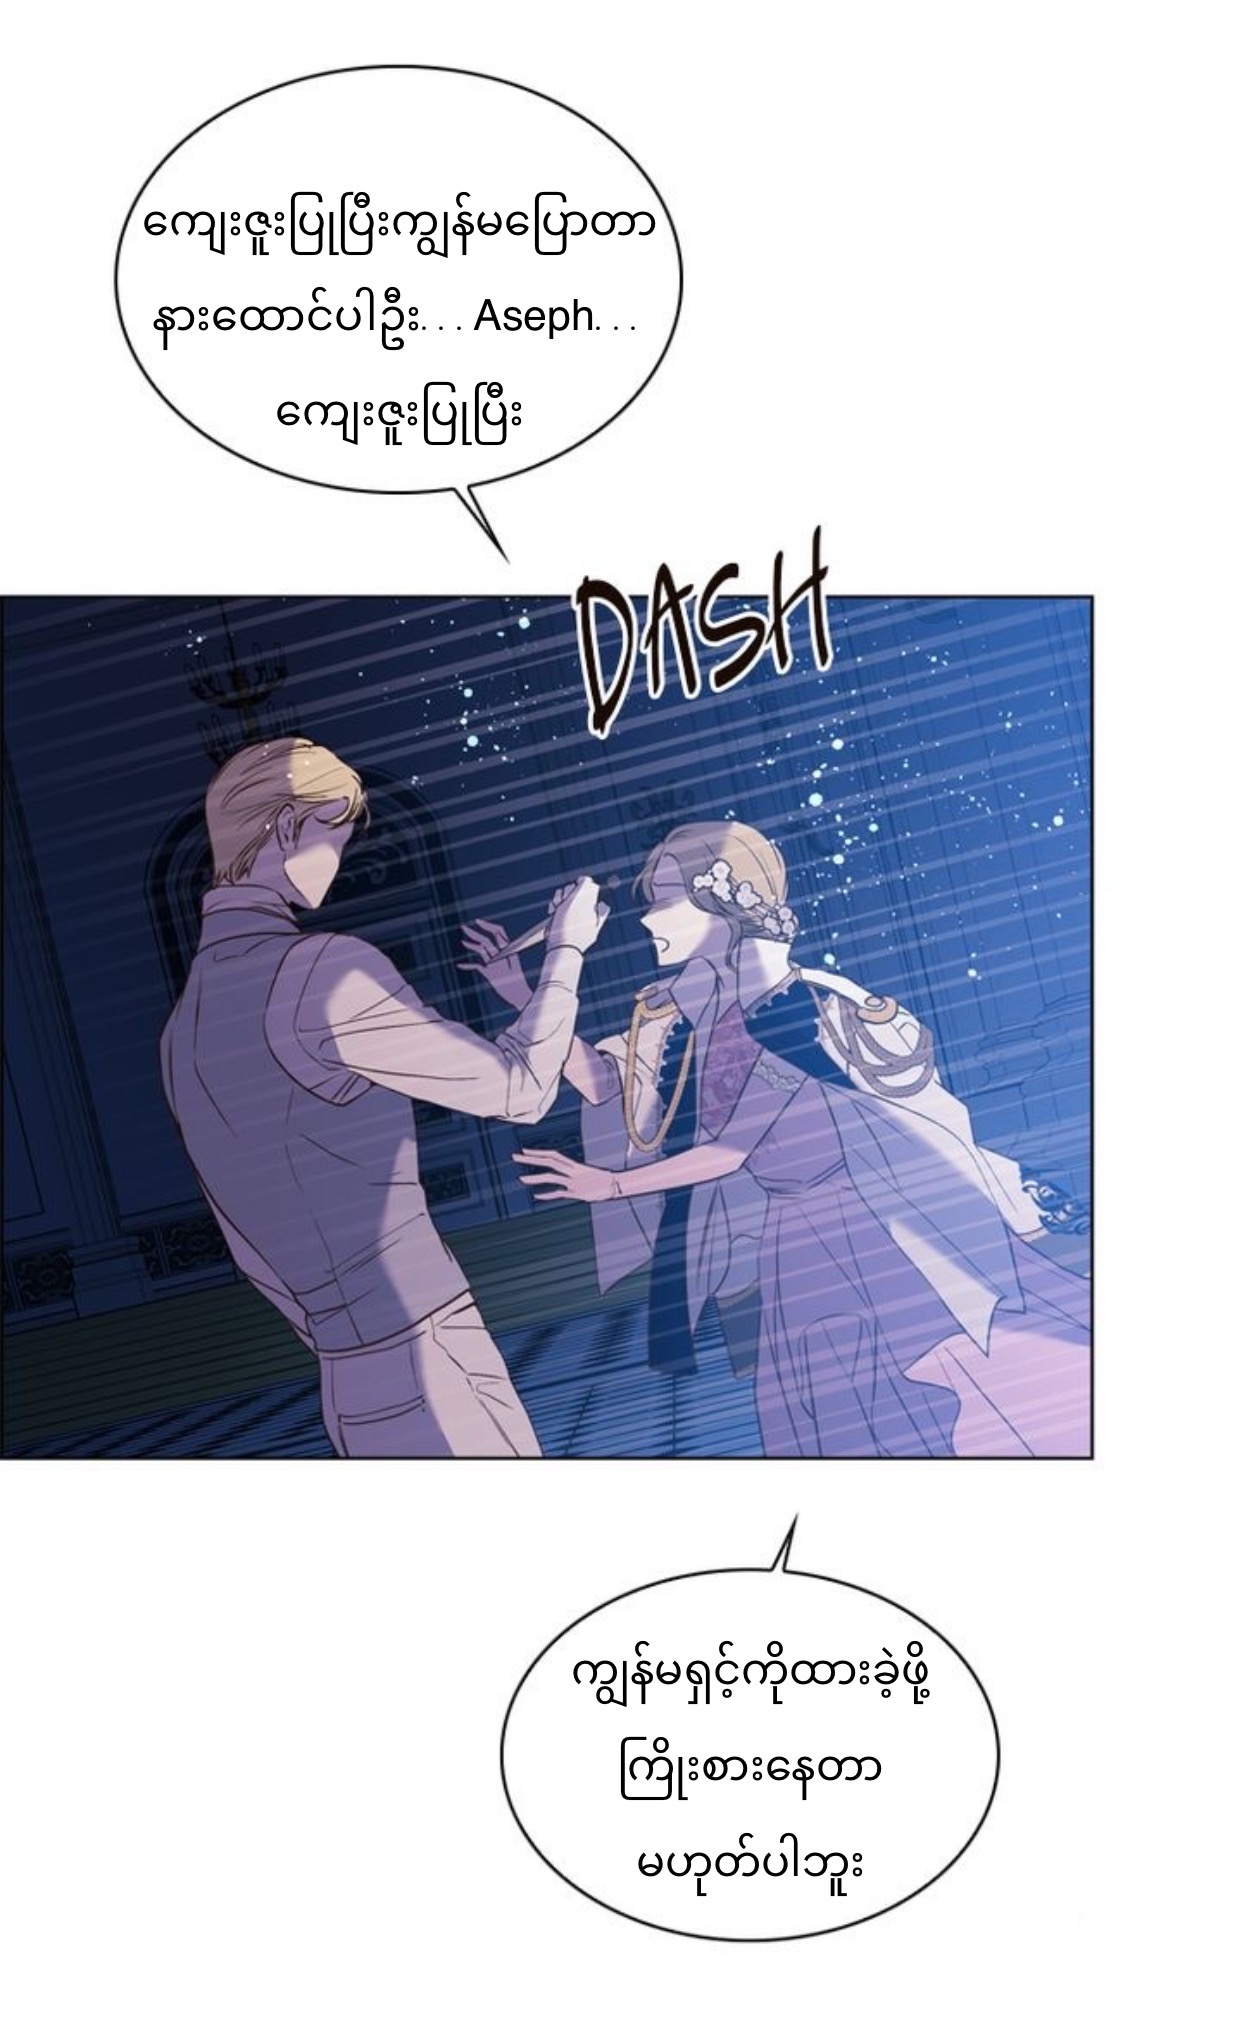 ကျေးဇူးပြုပြီးကျွန်မပြောတာ
နားထောင်ပါဦး... Aseph...
ကျေးဇူးပြုပြီး
DASH
ကျွန်မရှင့်ကိုထားခဲ့ဖို့
ကြိုးစားနေတာ
မဟုတ်ပါဘူး